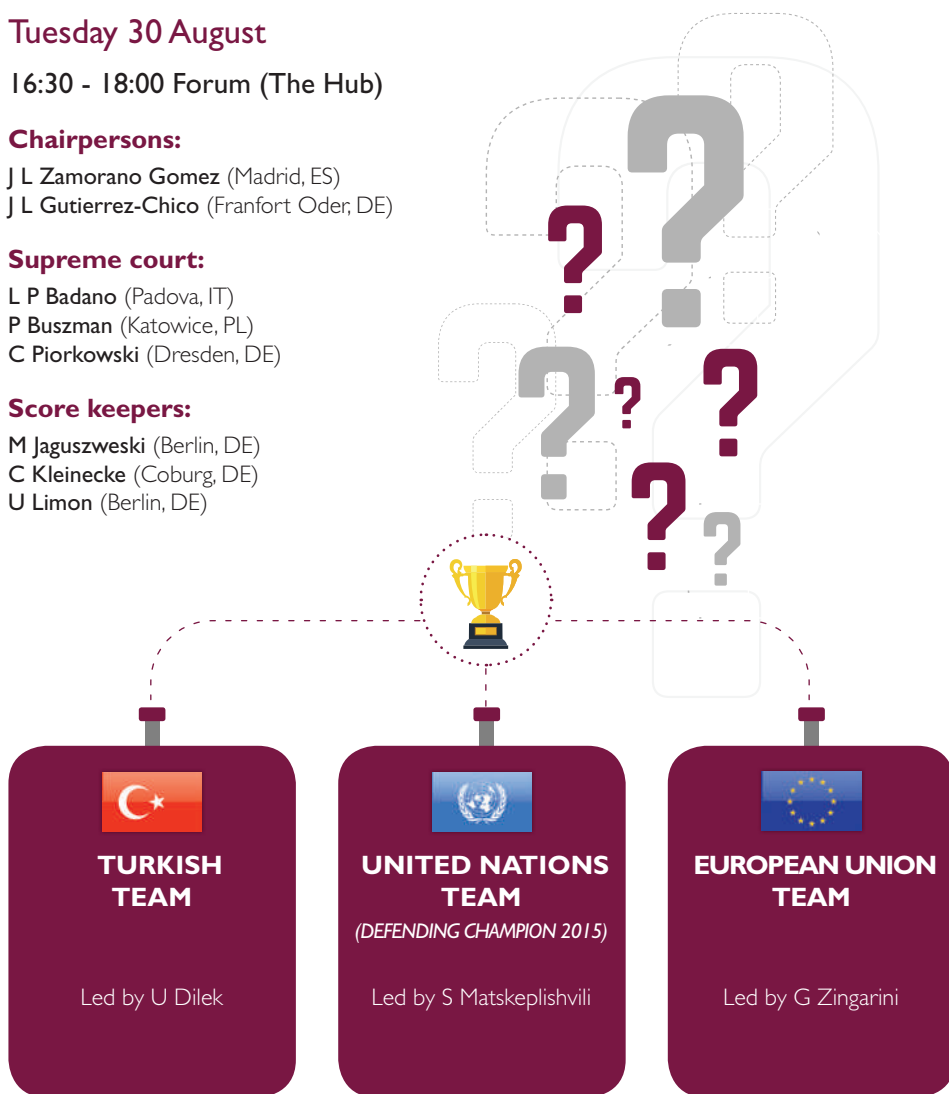 Tuesday 30 August
16:30 - 18:00 Forum (The Hub)
Chairpersons:
J L Zamorano Gomez (Madrid, ES)
J L Gutierrez-Chico (Franfort Oder, DE)
Supreme court:
L P Badano (Padova, IT)
P Buszman (Katowice, PL)
C Piorkowski (Dresden, DE)
Score keepers:
M Jaguszweski (Berlin, DE)
C Kleinecke (Coburg, DE)
U Limon (Berlin, DE)
TURKISH
TEAM
Led by U Dilek
UNITED NATIONS
TEAM
(DEFENDING CHAMPION 2015)
Led by S Matskeplishvili
EUROPEAN UNION
TEAM
Led by G Zingarini